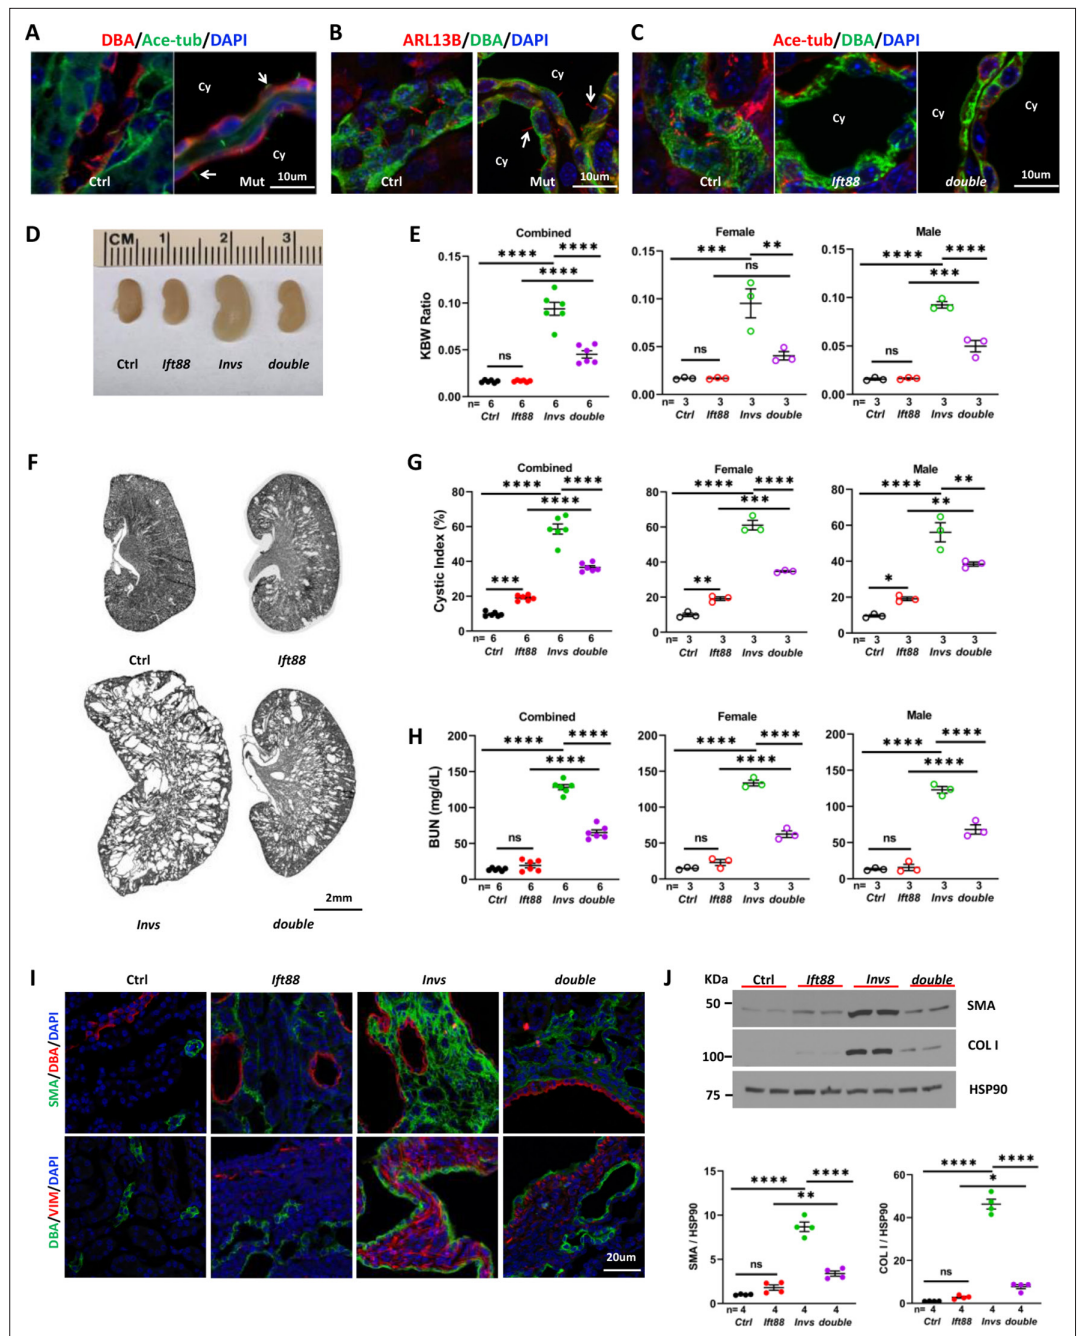 A
DBA/Ace-tub/DAPI
Cy
Cy
Ctrl
Mut
10um
B
ARL13B/DBA/DAPI
Cy
Cy
Ctrl
Mut
10um
C
Ace-tub/DBA/DAPI
Cy
Cy
Ctrl
Ift88
double
10um
D
CM 1 2 3
Ctrl Ift88 Invs double
E
Combined
KBW Ratio
0.15
0.10
0.05
0.00
**** ****
****
ns
n= 6 6 6 6
Ctrl Ift88 Invs double
Female
0.15
0.10
0.05
0.00
*** **
ns
ns
n= 3 3 3 3
Ctrl Ift88 Invs double
Male
0.15
0.10
0.05
0.00
**** ****
***
ns
n= 3 3 3 3
Ctrl Ift88 Invs double
F
Ctrl
Ift88
Invs
double
2mm
G
Combined
Cystic Index (%)
80
60
40
20
0
**** ****
****
***
n= 6 6 6 6
Ctrl Ift88 Invs double
Female
80
60
40
20
0
**** ****
***
**
n= 3 3 3 3
Ctrl Ift88 Invs double
Male
80
60
40
20
0
**** **
**
*
n= 3 3 3 3
Ctrl Ift88 Invs double
H
Combined
BUN (mg/dL)
200
150
100
50
0
**** ****
****
ns
n= 6 6 6 6
Ctrl Ift88 Invs double
Female
200
150
100
50
0
**** ****
****
ns
n= 3 3 3 3
Ctrl Ift88 Invs double
Male
200
150
100
50
0
**** ****
****
ns
n= 3 3 3 3
Ctrl Ift88 Invs double
I
Ctrl Ift88 Invs double
SMA/DBA/DAPI
DBA/VIM/DAPI
20um
J
KDa Ctrl Ift88 Invs double
50 SMA
100 COL I
75 HSP90
SMA / HSP90
15
10
5
0
**** ****
**
ns
n= 4 4 4 4
Ctrl Ift88 Invs double
COL I / HSP90
60
40
20
0
**** ****
*
ns
n= 4 4 4 4
Ctrl Ift88 Invs double